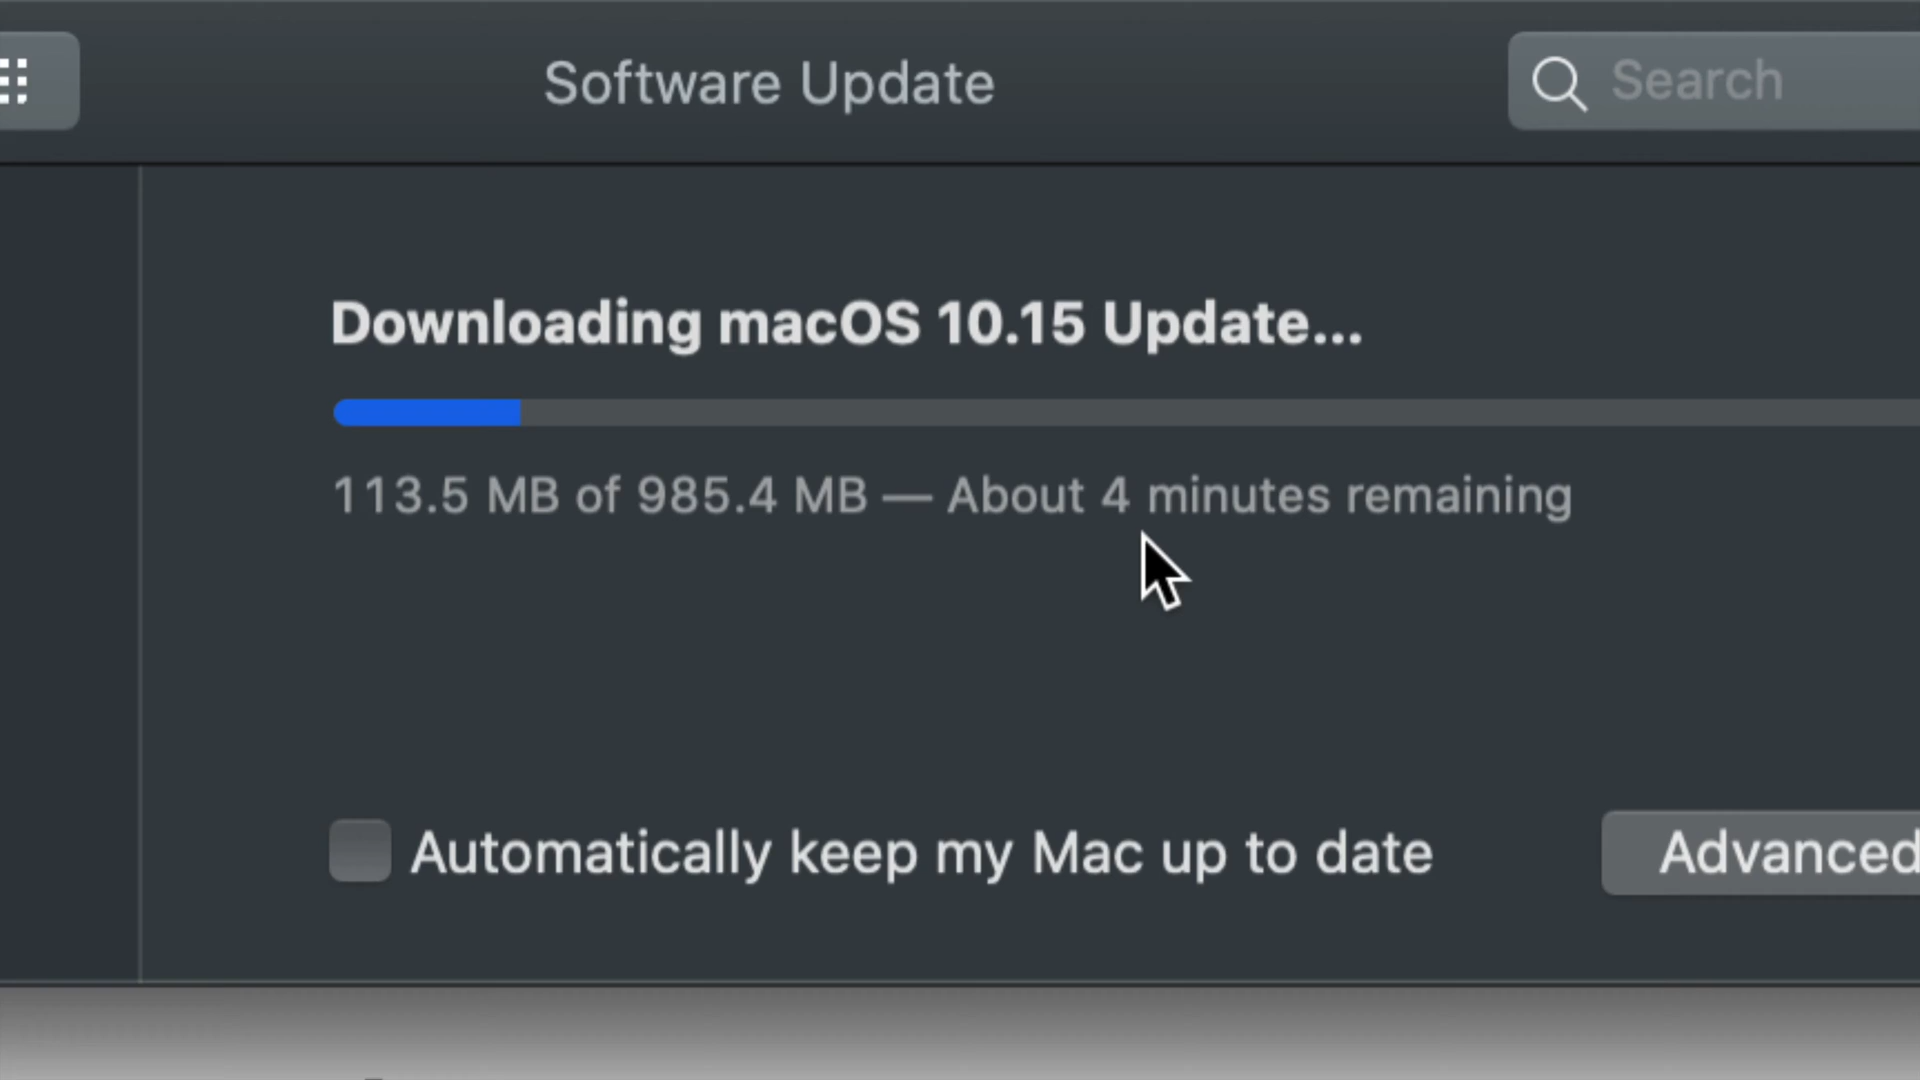 Software Update
Search
Downloading macOS 10.15 Update...
113.5 MB of 985.4 MB — About 4 minutes remaining
Automatically keep my Mac up to date
Advanced